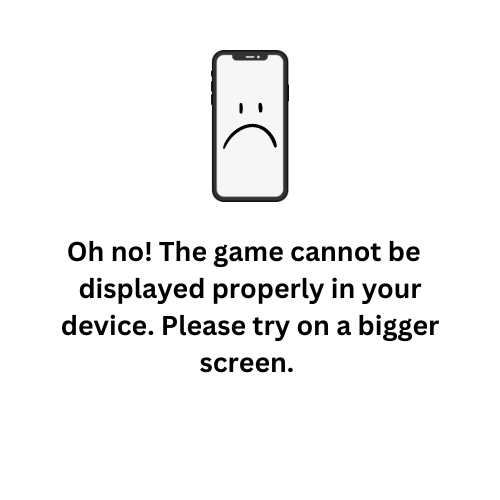 Oh no! The game cannot be
displayed properly in your
device. Please try on a bigger
screen.